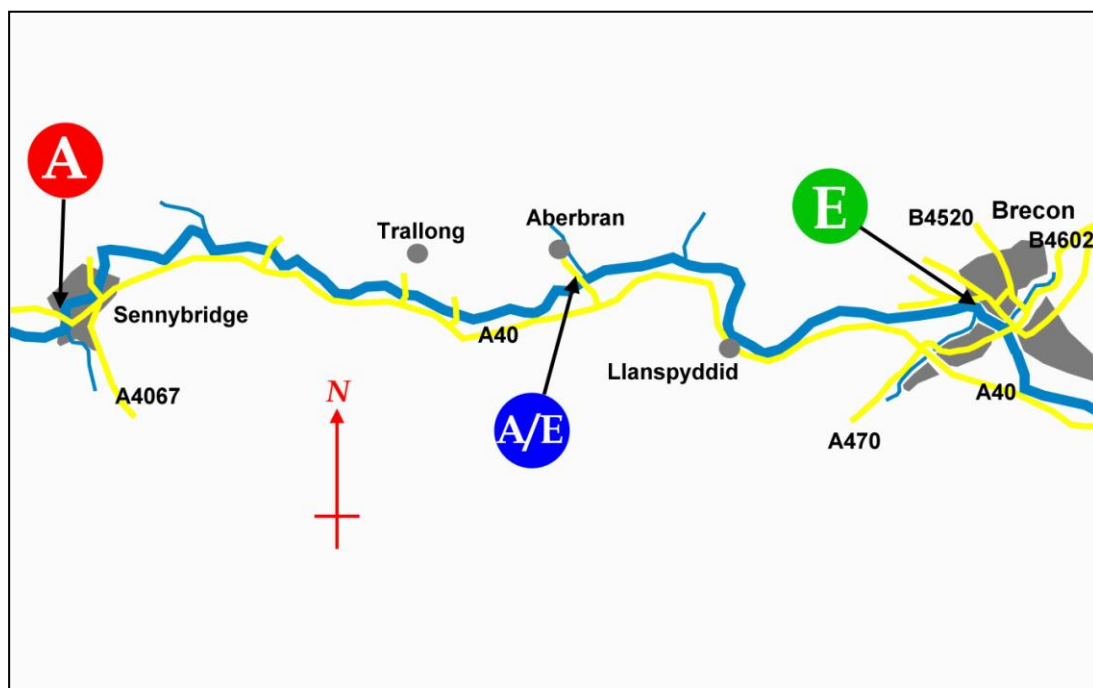 A
E
B4520
Brecon
B4602
Aberbran
Trallong
Sennybridge
A40
Llanspyddid
A4067
N
A/E
A40
A470